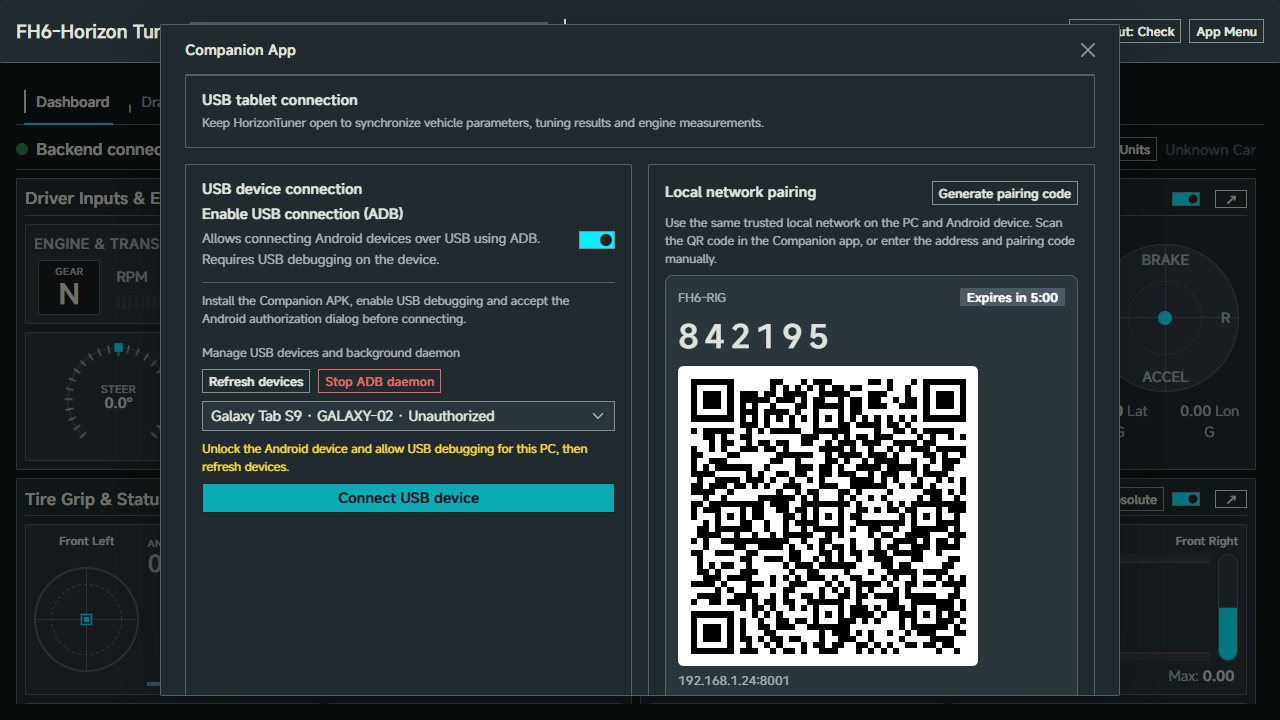 FH6-Horizon Tun
Companion App
ut: Check
App Menu
USB tablet connection
Keep HorizonTuner open to synchronize vehicle parameters, tuning results and engine measurements.
Dashboard
Backend connec
Units
Unknown Car
USB device connection
Enable USB connection (ADB)
Allows connecting Android devices over USB using ADB.
Requires USB debugging on the device.
Install the Companion APK, enable USB debugging and accept the
Android authorization dialog before connecting.
Manage USB devices and background daemon
Refresh devices
Stop ADB daemon
Galaxy Tab S9 · GALAXY-02 · Unauthorized
Unlock the Android device and allow USB debugging for this PC, then
refresh devices.
Connect USB device
Local network pairing
Generate pairing code
Use the same trusted local network on the PC and Android device. Scan
the QR code in the Companion app, or enter the address and pairing code
manually.
FH6-RIG
Expires in 5:00
842195
192.168.1.24:8001
Driver Inputs & E
ENGINE & TRANS
GEAR
N
RPM
STEER
0.0°
BRAKE
R
ACCEL
Lat
G
0.00 Lon
G
Tire Grip & Statu
solute
Front Left
Front Right
Max: 0.00